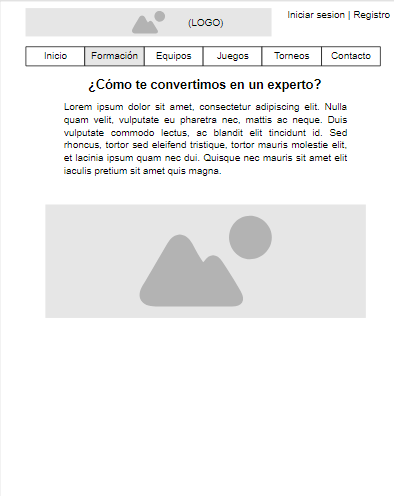 (LOGO)
Iniciar sesion | Registro
Inicio Formación Equipos Juegos Torneos Contacto
¿Cómo te convertimos en un experto?
Lorem ipsum dolor sit amet, consectetur adipiscing elit. Nulla
quam velit, vulputate eu pharetra nec, mattis ac neque. Duis
vulputate commodo lectus, ac blandit elit tincidunt id. Sed
rhoncus, tortor sed eleifend tristique, tortor mauris molestie elit,
et lacinia ipsum quam nec dui. Quisque nec mauris sit amet elit
iaculis pretium sit amet quis magna.